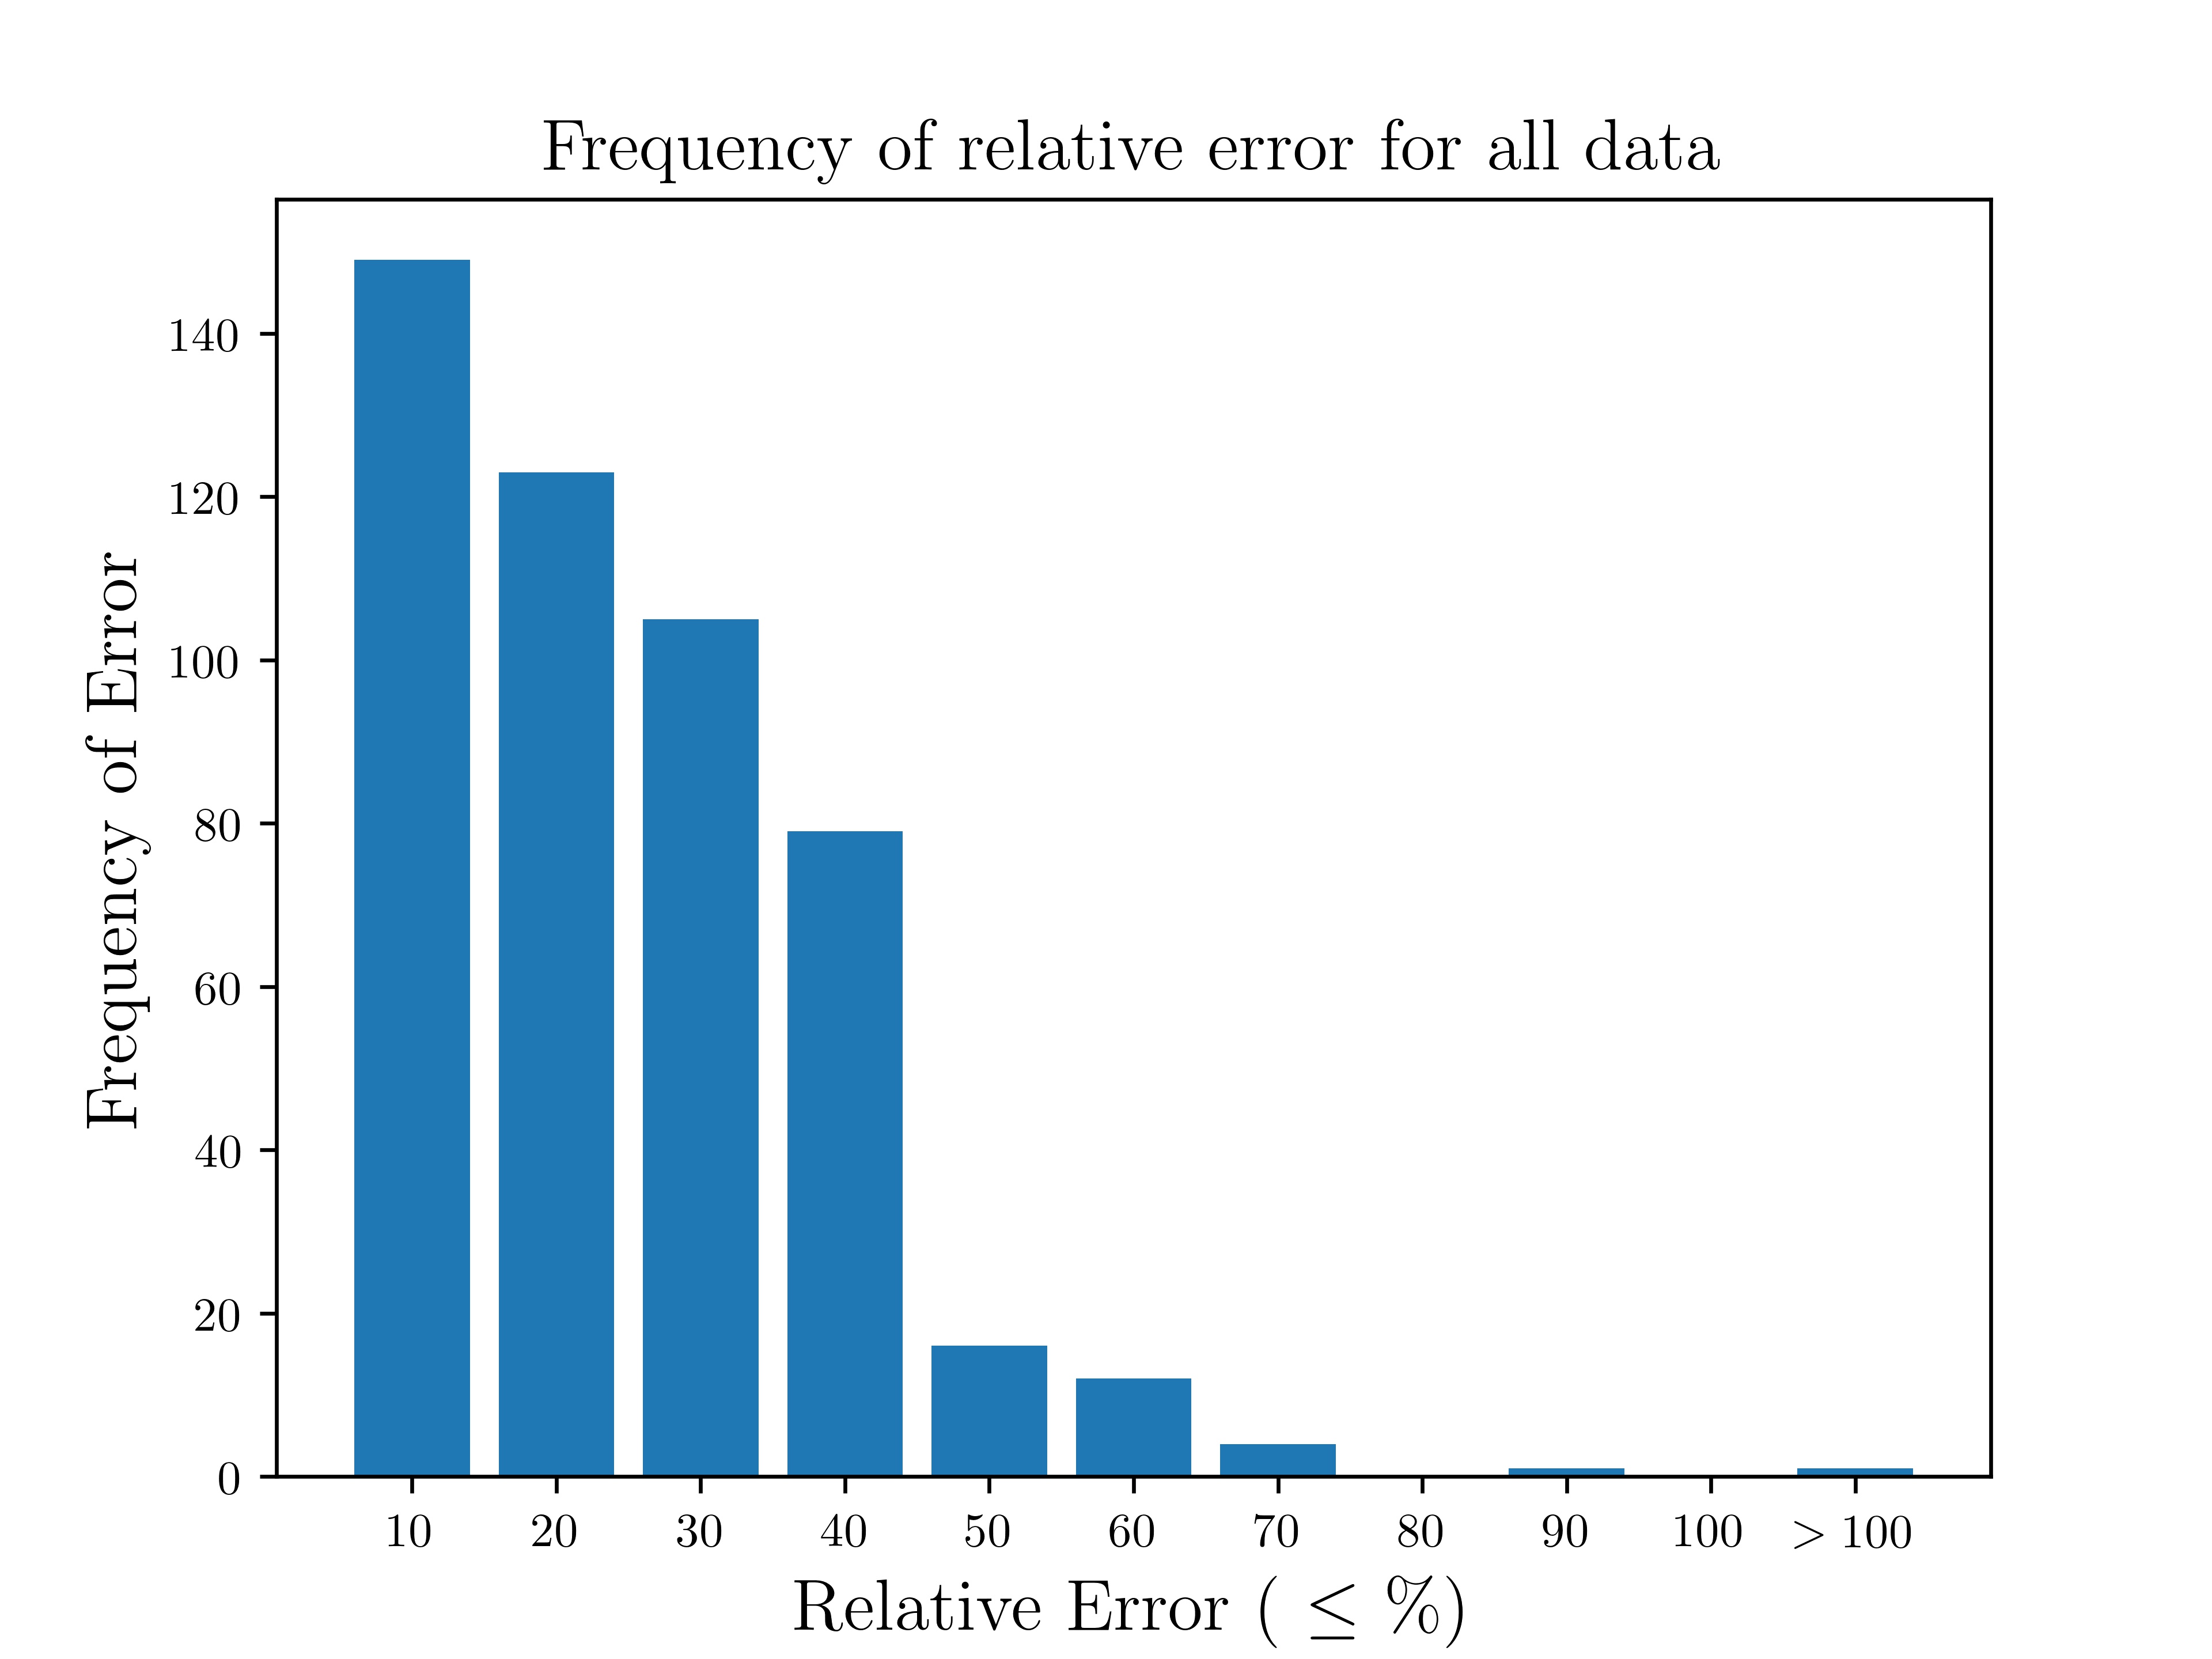 Frequency of relative error for all data
Frequency of Error
140
120
100
80
60
40
20
0
10 20 30 40 50 60 70 80 90 100 > 100
Relative Error ( ≤ %)